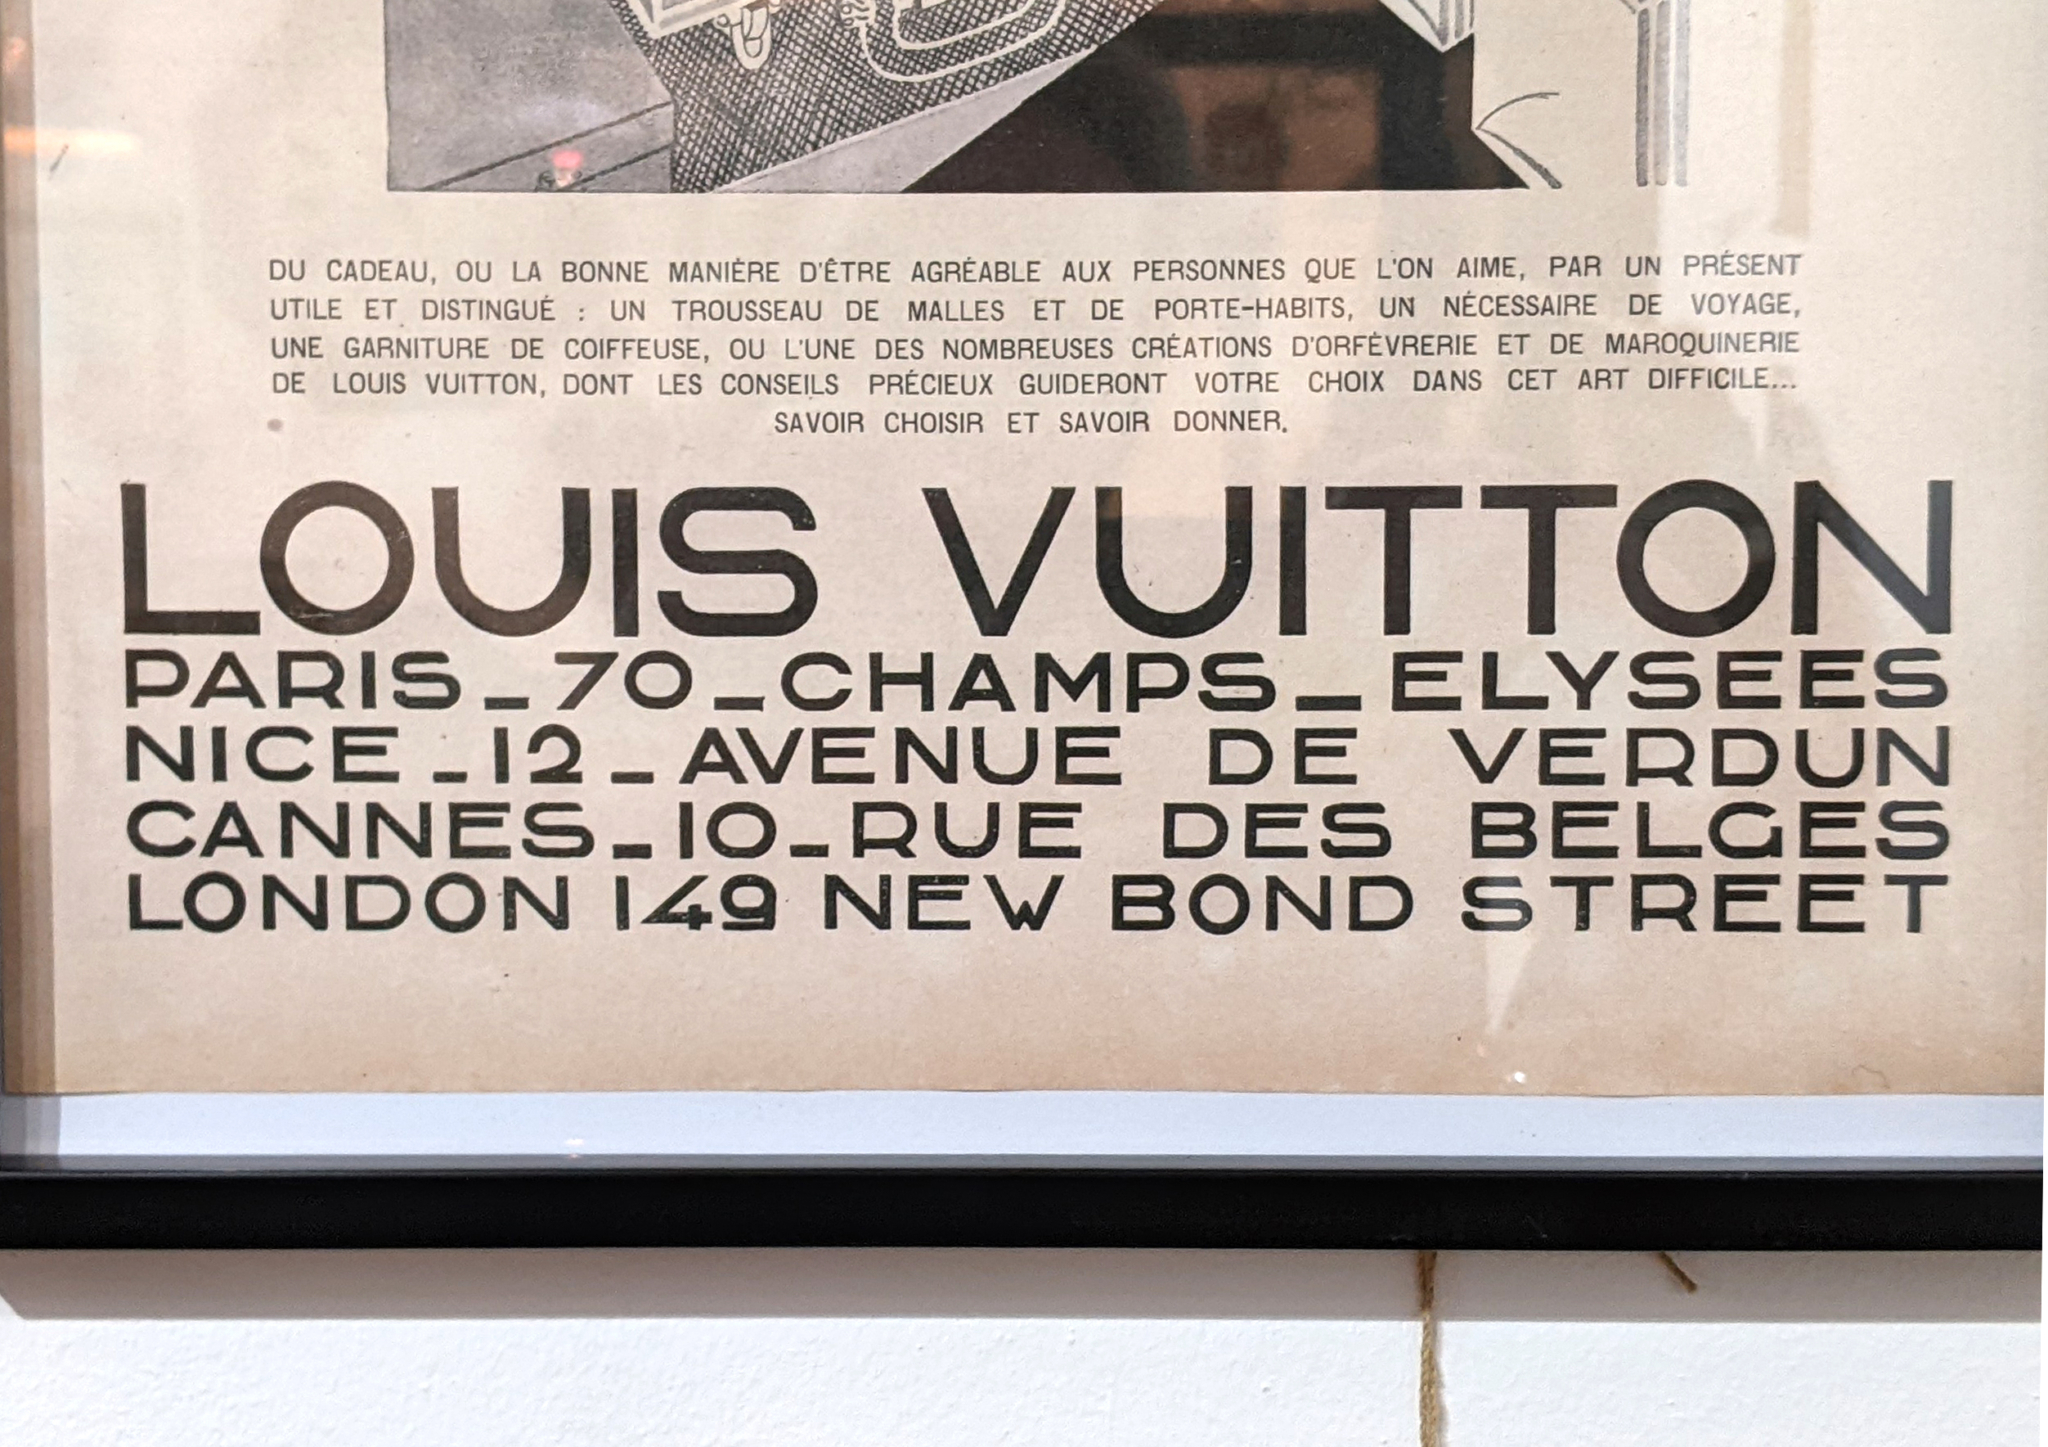 DU CADEAU, OU LA BONNE MANIÈRE D'ÊTRE AGRÉABLE AUX PERSONNES QUE L'ON AIME, PAR UN PRÉSENT
UTILE ET DISTINGUÉ : UN TROUSSEAU DE MALLES ET DE PORTE-HABITS, UN NÉCESSAIRE DE VOYAGE,
UNE GARNITURE DE COIFFEUSE, OU L'UNE DES NOMBREUSES CRÉATIONS D'ORFÈVRERIE ET DE MAROQUINERIE
DE LOUIS VUITTON, DONT LES CONSEILS PRÉCIEUX GUIDERONT VOTRE CHOIX DANS CET ART DIFFICILE...
SAVOIR CHOISIR ET SAVOIR DONNER.
LOUIS VUITTON
PARIS_70_CHAMPS_ELYSEES
NICE_12_AVENUE DE VERDUN
CANNES_10_RUE DES BELGES
LONDON 149 NEW BOND STREET